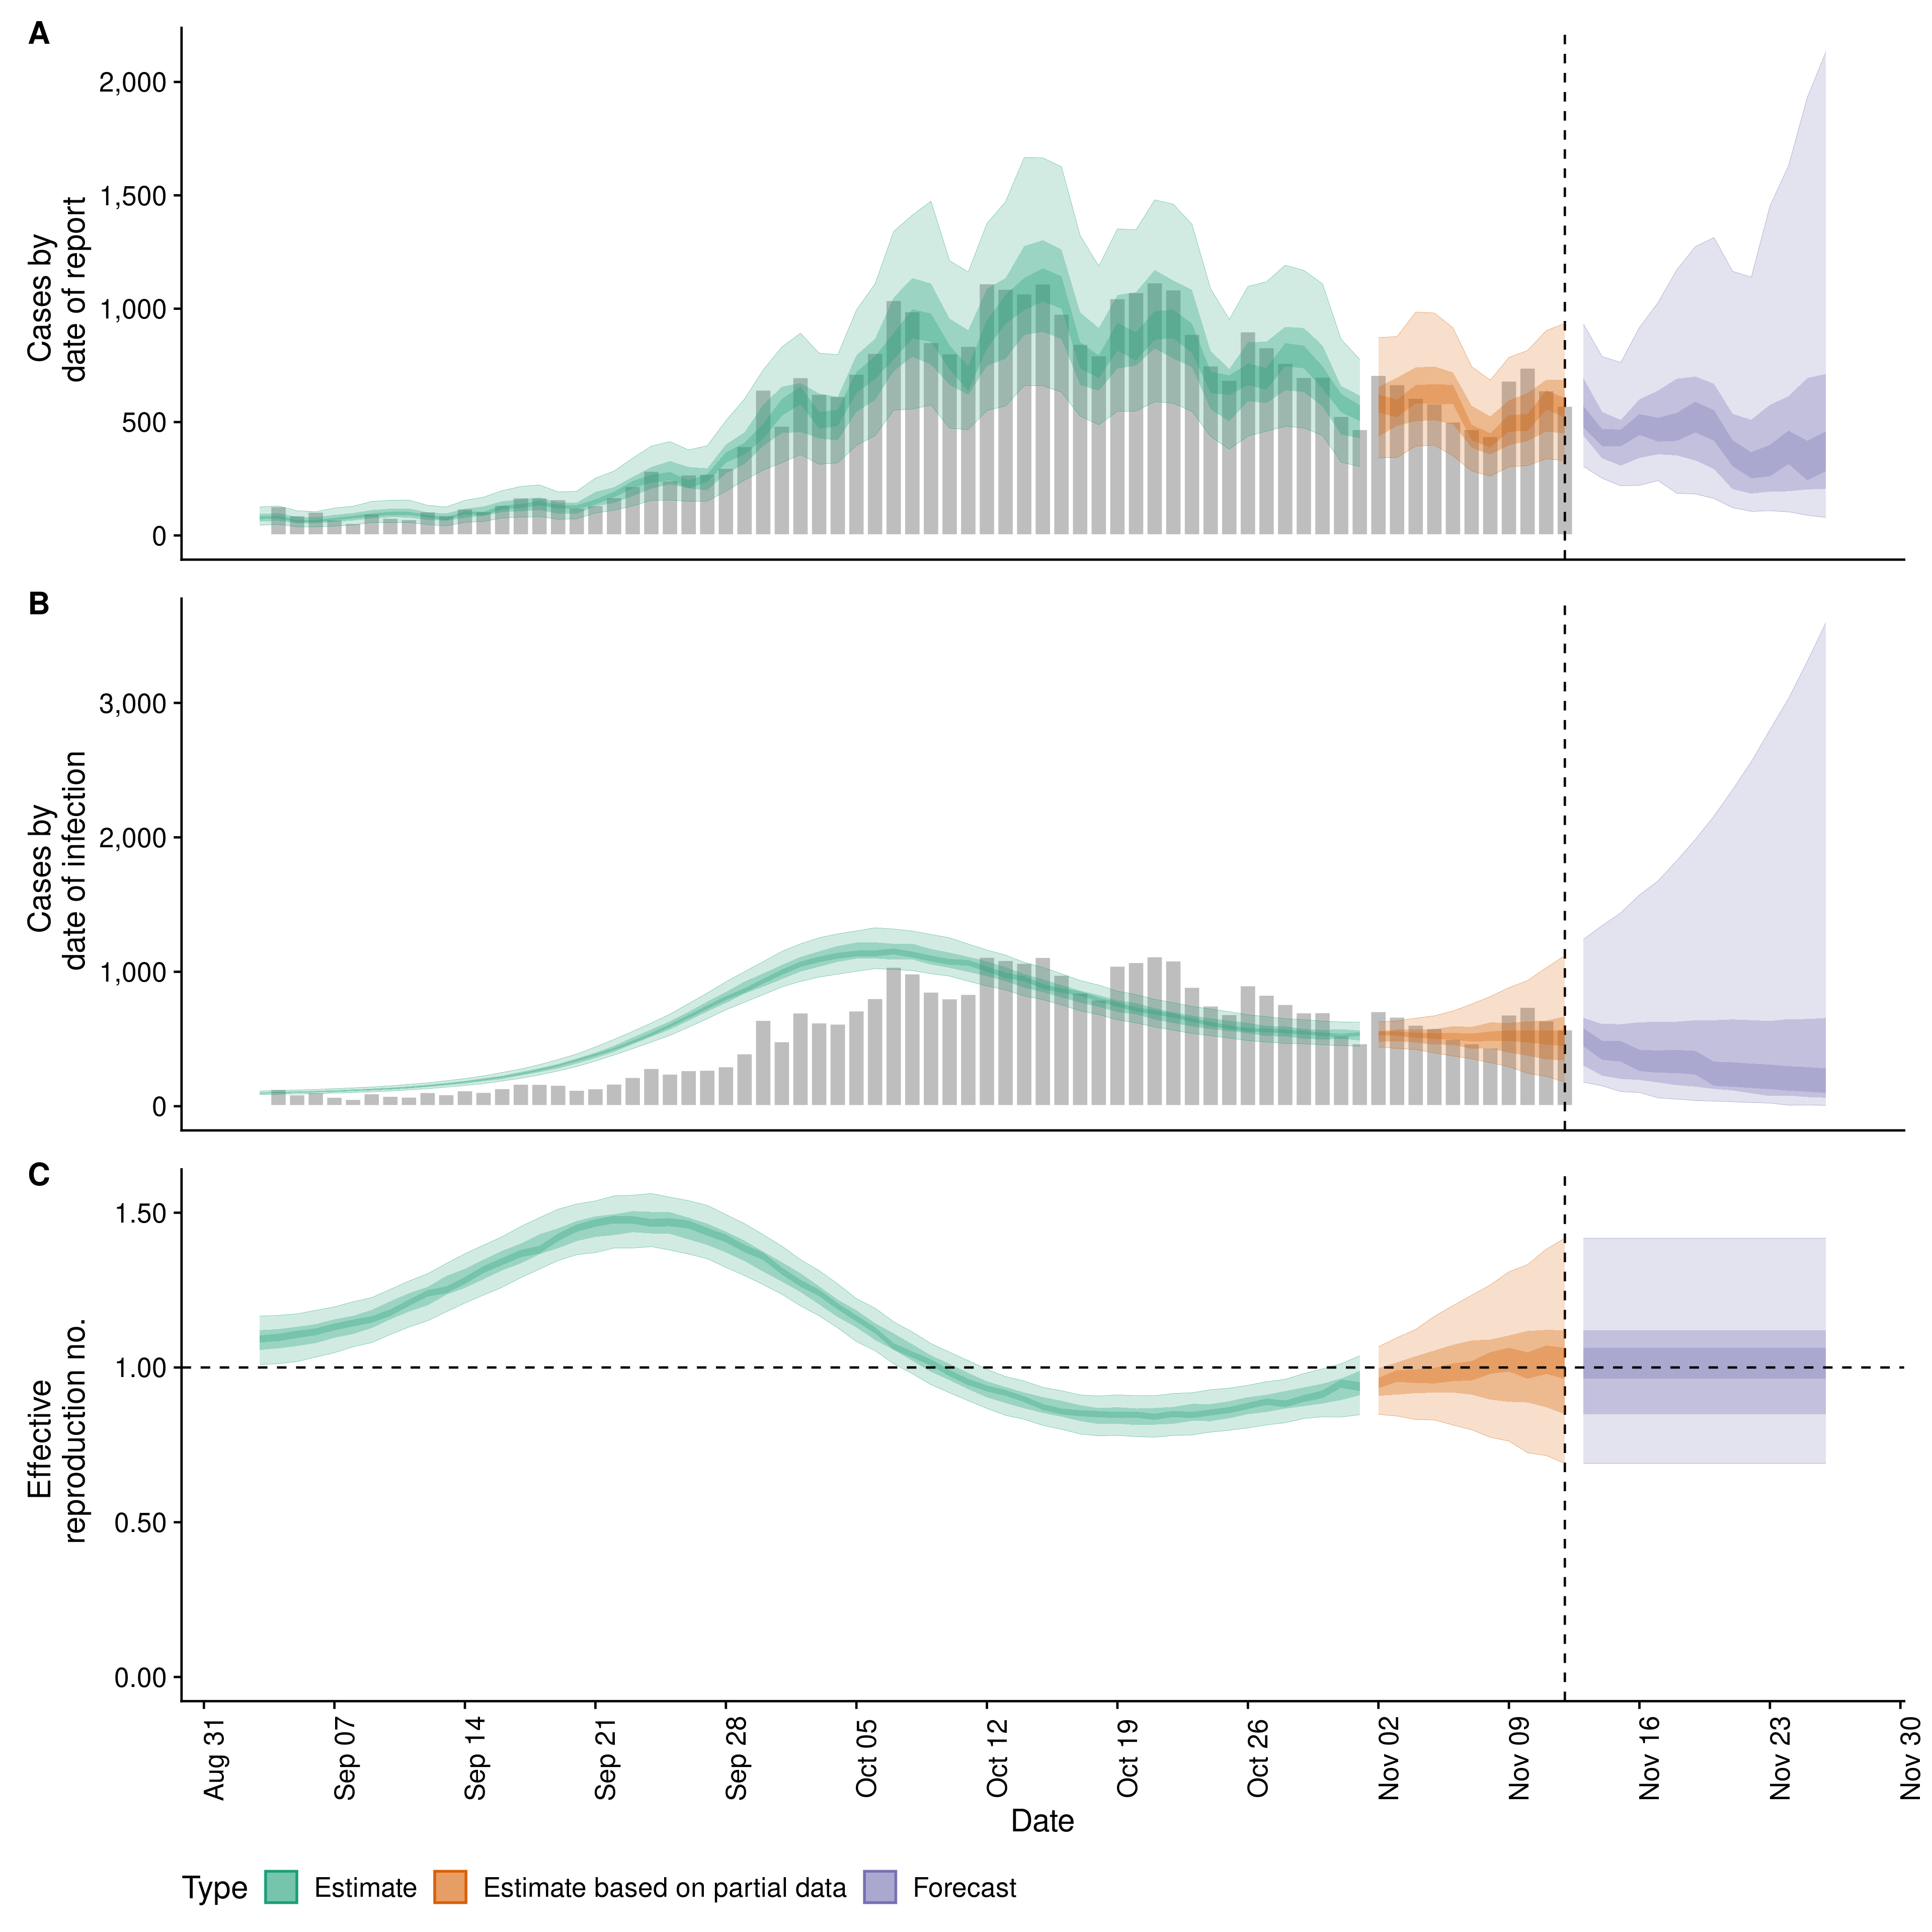 A
Cases by
date of report
2,000
1,500
1,000
500
0
B
Cases by
date of infection
3,000
2,000
1,000
0
C
Effective
reproduction no.
1.50
1.00
0.50
0.00
Aug 31
Sep 07
Sep 14
Sep 21
Sep 28
Oct 05
Oct 12
Oct 19
Oct 26
Nov 02
Nov 09
Nov 16
Nov 23
Nov 30
Date
Type Estimate Estimate based on partial data Forecast